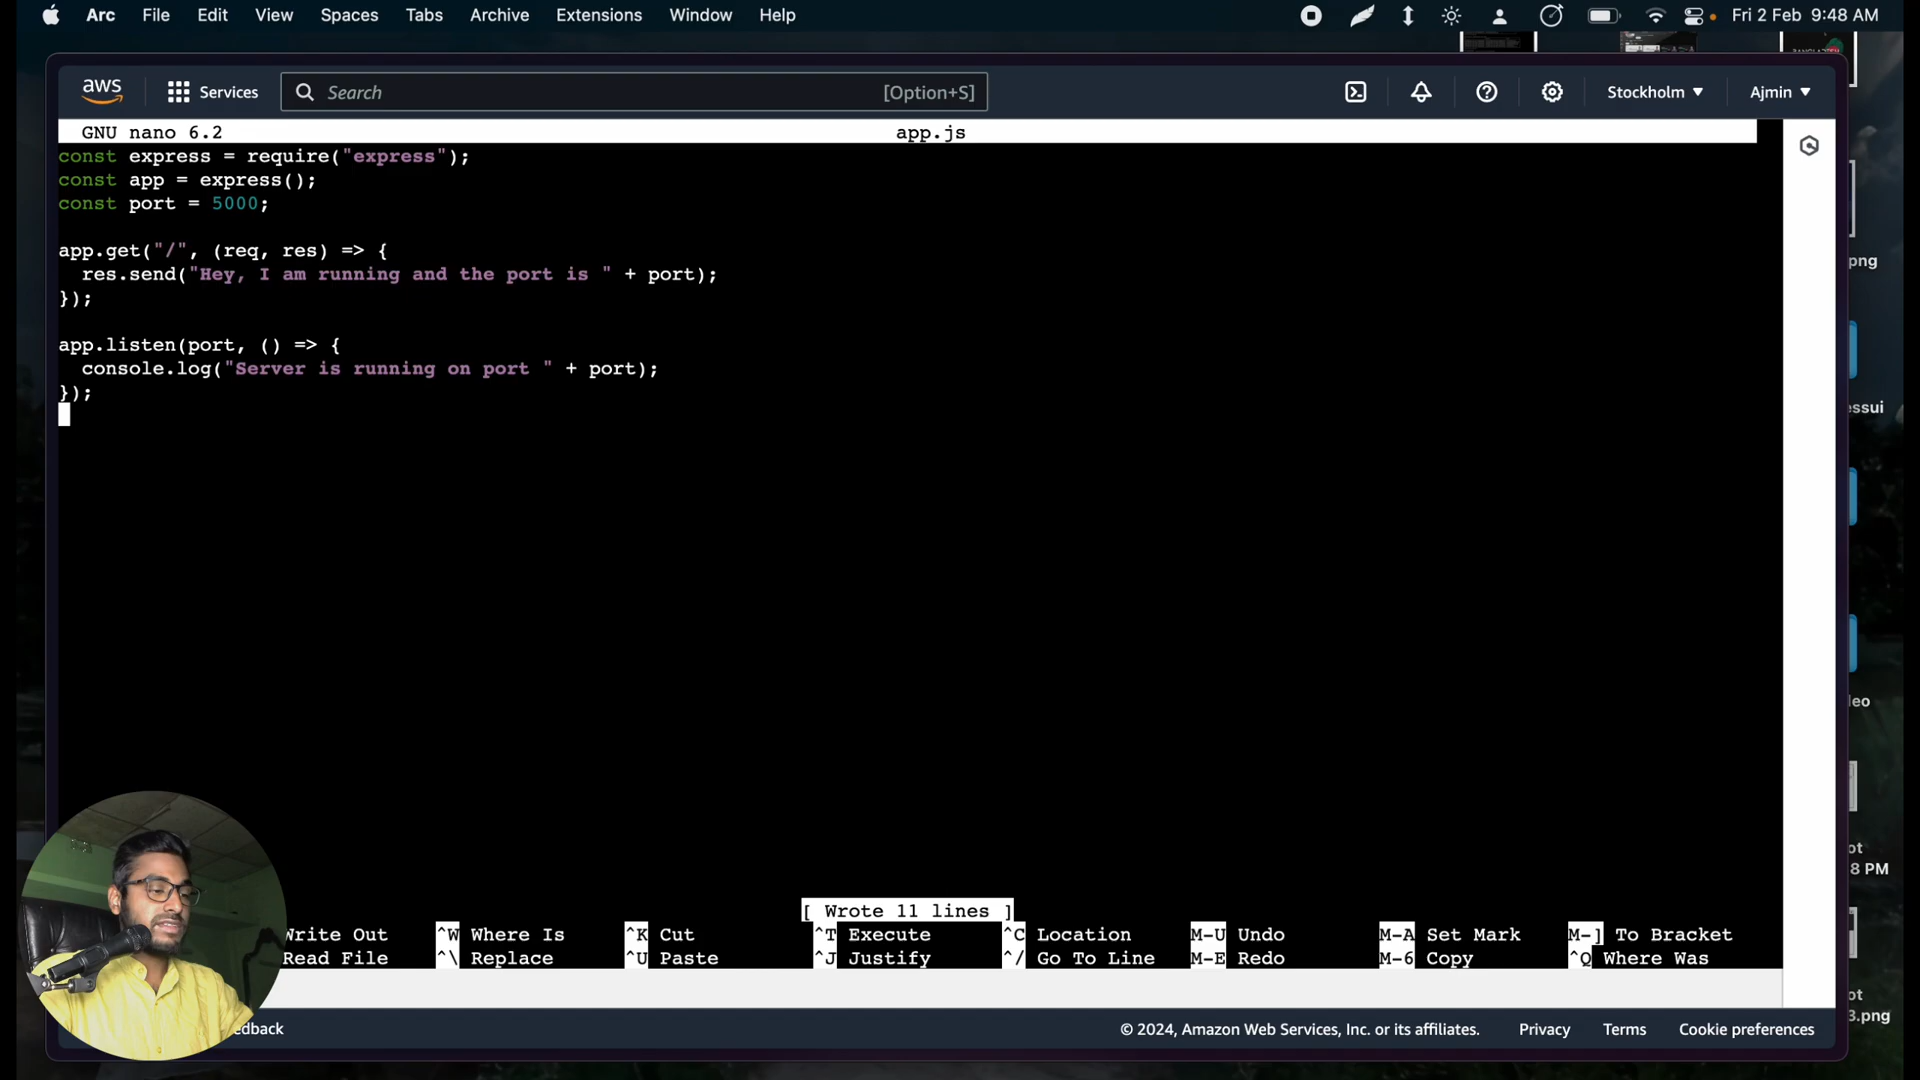 Arc File Edit View Spaces Tabs Archive Extensions Window Help Fri 2 Feb 9:48 AM
aws Services Search [Option+S] Stockholm Ajmin
GNU nano 6.2 app.js
const express = require("express");
const app = express();
const port = 5000;
app.get("/", (req, res) => {
res.send("Hey, I am running and the port is " + port);
});
app.listen(port, () => {
console.log("Server is running on port " + port);
});
png
essui
eo
ot
8 PM
ot
3.png
[ Wrote 11 lines ]
Write Out ^W Where Is ^K Cut ^T Execute ^C Location M-U Undo M-A Set Mark M-] To Bracket
Read File ^\ Replace ^U Paste ^J Justify ^/ Go To Line M-E Redo M-6 Copy ^Q Where Was
edback © 2024, Amazon Web Services, Inc. or its affiliates. Privacy Terms Cookie preferences